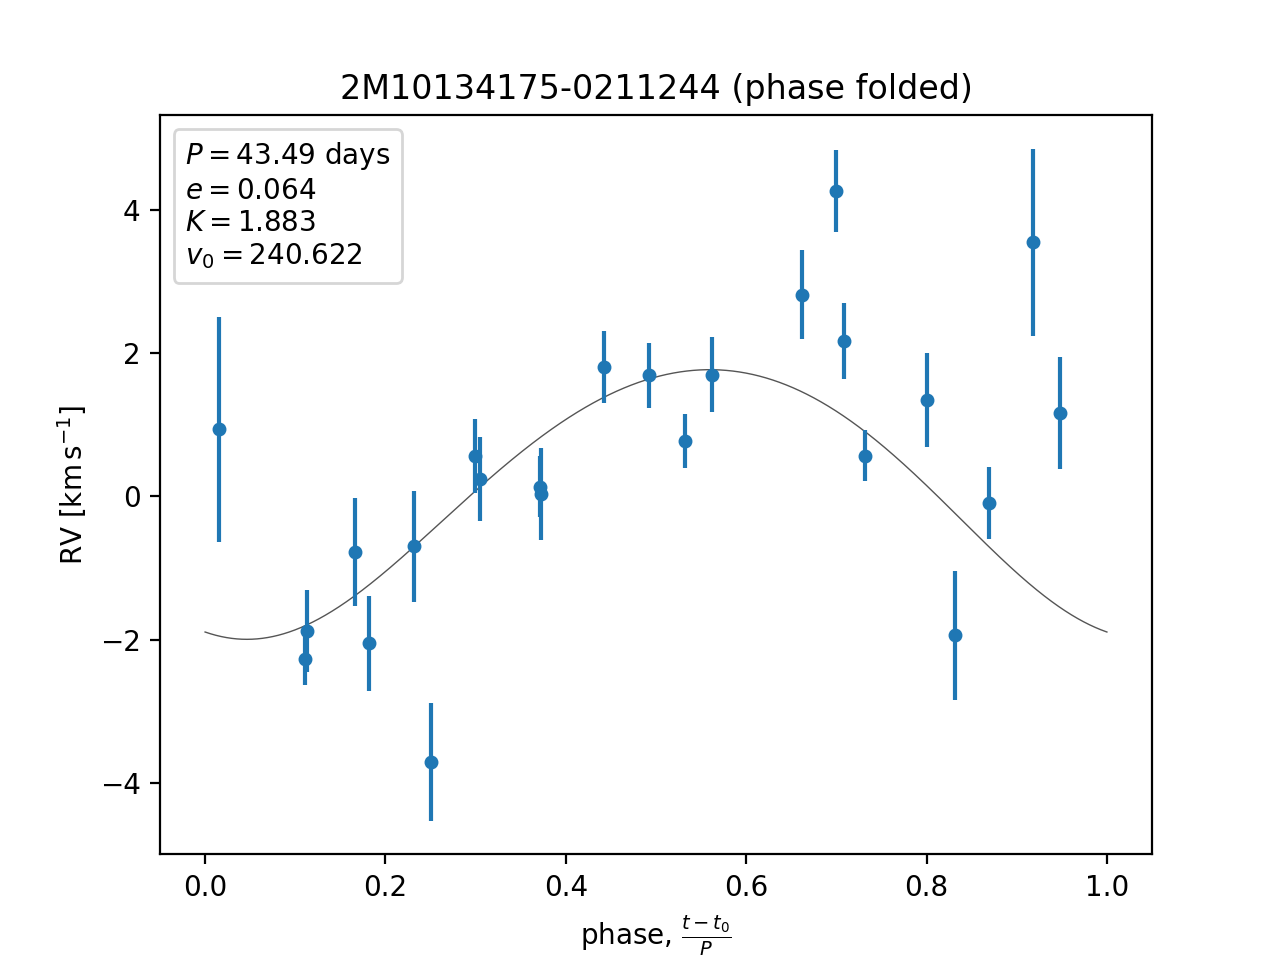 2M10134175-0211244 (phase folded)
P = 43.49 days
e = 0.064
K = 1.883
v₀ = 240.622
4
2
0
−2
−4
RV [km s⁻¹]
0.0 0.2 0.4 0.6 0.8 1.0
phase, (t − t₀)/P